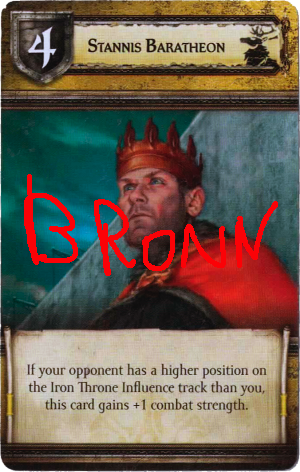 4
STANNIS BARATHEON
BRONN
If your opponent has a higher position on
the Iron Throne Influence track than you,
this card gains +1 combat strength.